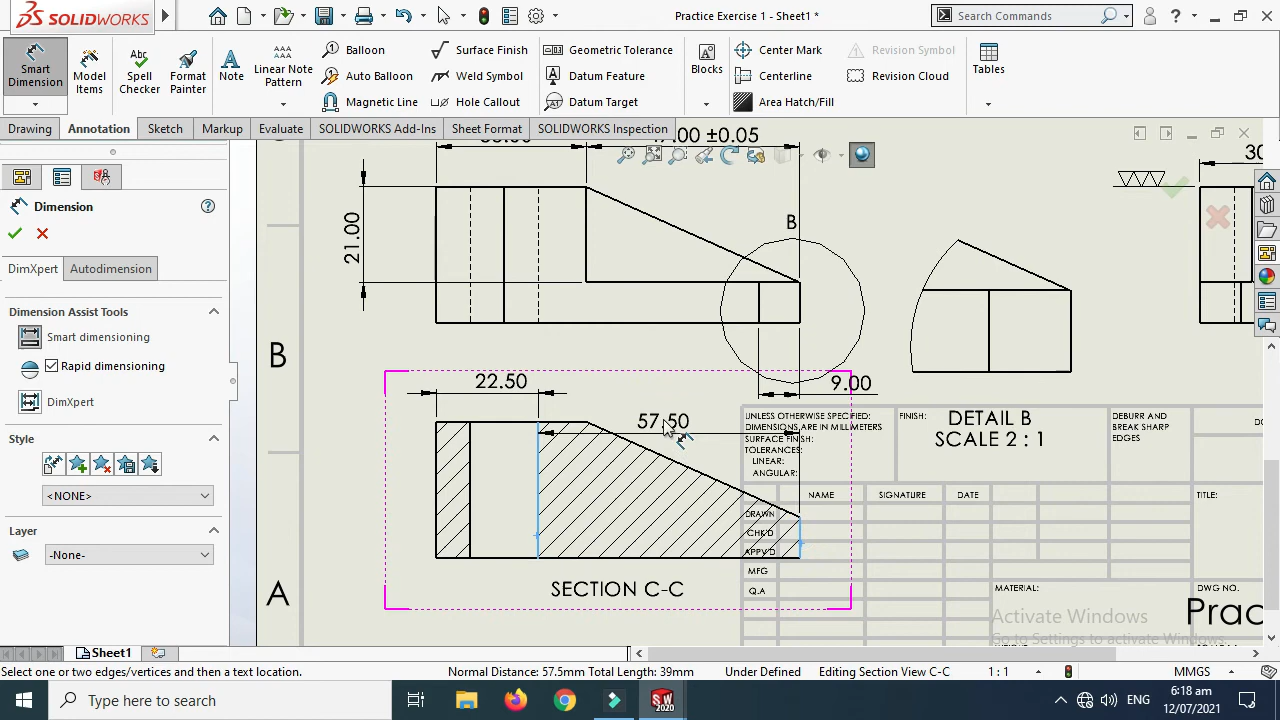 SOLIDWORKS
Practice Exercise 1 - Sheet1 *
Search Commands
Smart Dimension
Model Items
Spell Checker
Format Painter
Note
Linear Note Pattern
Balloon
Auto Balloon
Magnetic Line
Surface Finish
Weld Symbol
Hole Callout
Geometric Tolerance
Datum Feature
Datum Target
Blocks
Center Mark
Centerline
Area Hatch/Fill
Revision Symbol
Revision Cloud
Tables
Drawing
Annotation
Sketch
Markup
Evaluate
SOLIDWORKS Add-Ins
Sheet Format
SOLIDWORKS Inspection
Dimension
DimXpert
Autodimension
Dimension Assist Tools
Smart dimensioning
Rapid dimensioning
DimXpert
Style
<NONE>
Layer
-None-
.00 ±0.05
30
B
21.00
B
22.50
9.00
57.50
SECTION C-C
A
DETAIL B
SCALE 2 : 1
UNLESS OTHERWISE SPECIFIED:
DIMENSIONS ARE IN MILLIMETERS
SURFACE FINISH:
TOLERANCES:
LINEAR:
ANGULAR:
FINISH:
DEBURR AND
BREAK SHARP
EDGES
NAME
SIGNATURE
DATE
TITLE:
DRAWN
CHK'D
APPV'D
MFG
Q.A
MATERIAL:
DWG NO.
Prac
Activate Windows
Go to Settings to activate Windows.
Sheet1
Select one or two edges/vertices and then a text location.
Normal Distance: 57.5mm Total Length: 39mm
Under Defined
Editing Section View C-C
1 : 1
MMGS
Type here to search
ENG
6:18 am
12/07/2021